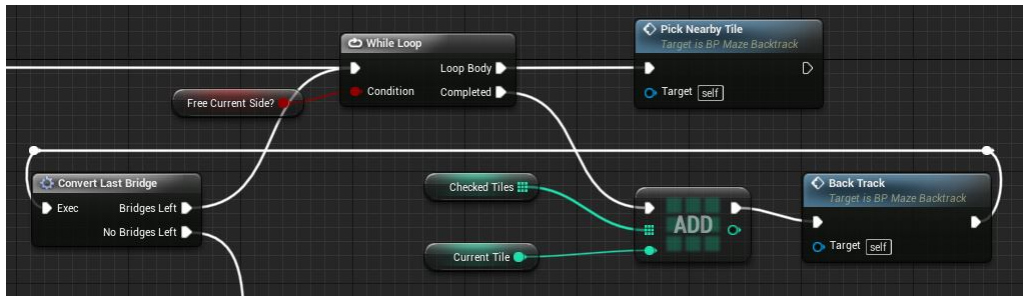 While Loop
Loop Body
Condition
Completed
Free Current Side?
Pick Nearby Tile
Target is BP Maze Backtrack
Target self
Convert Last Bridge
Exec
Bridges Left
No Bridges Left
Checked Tiles
Current Tile
ADD
Back Track
Target is BP Maze Backtrack
Target self